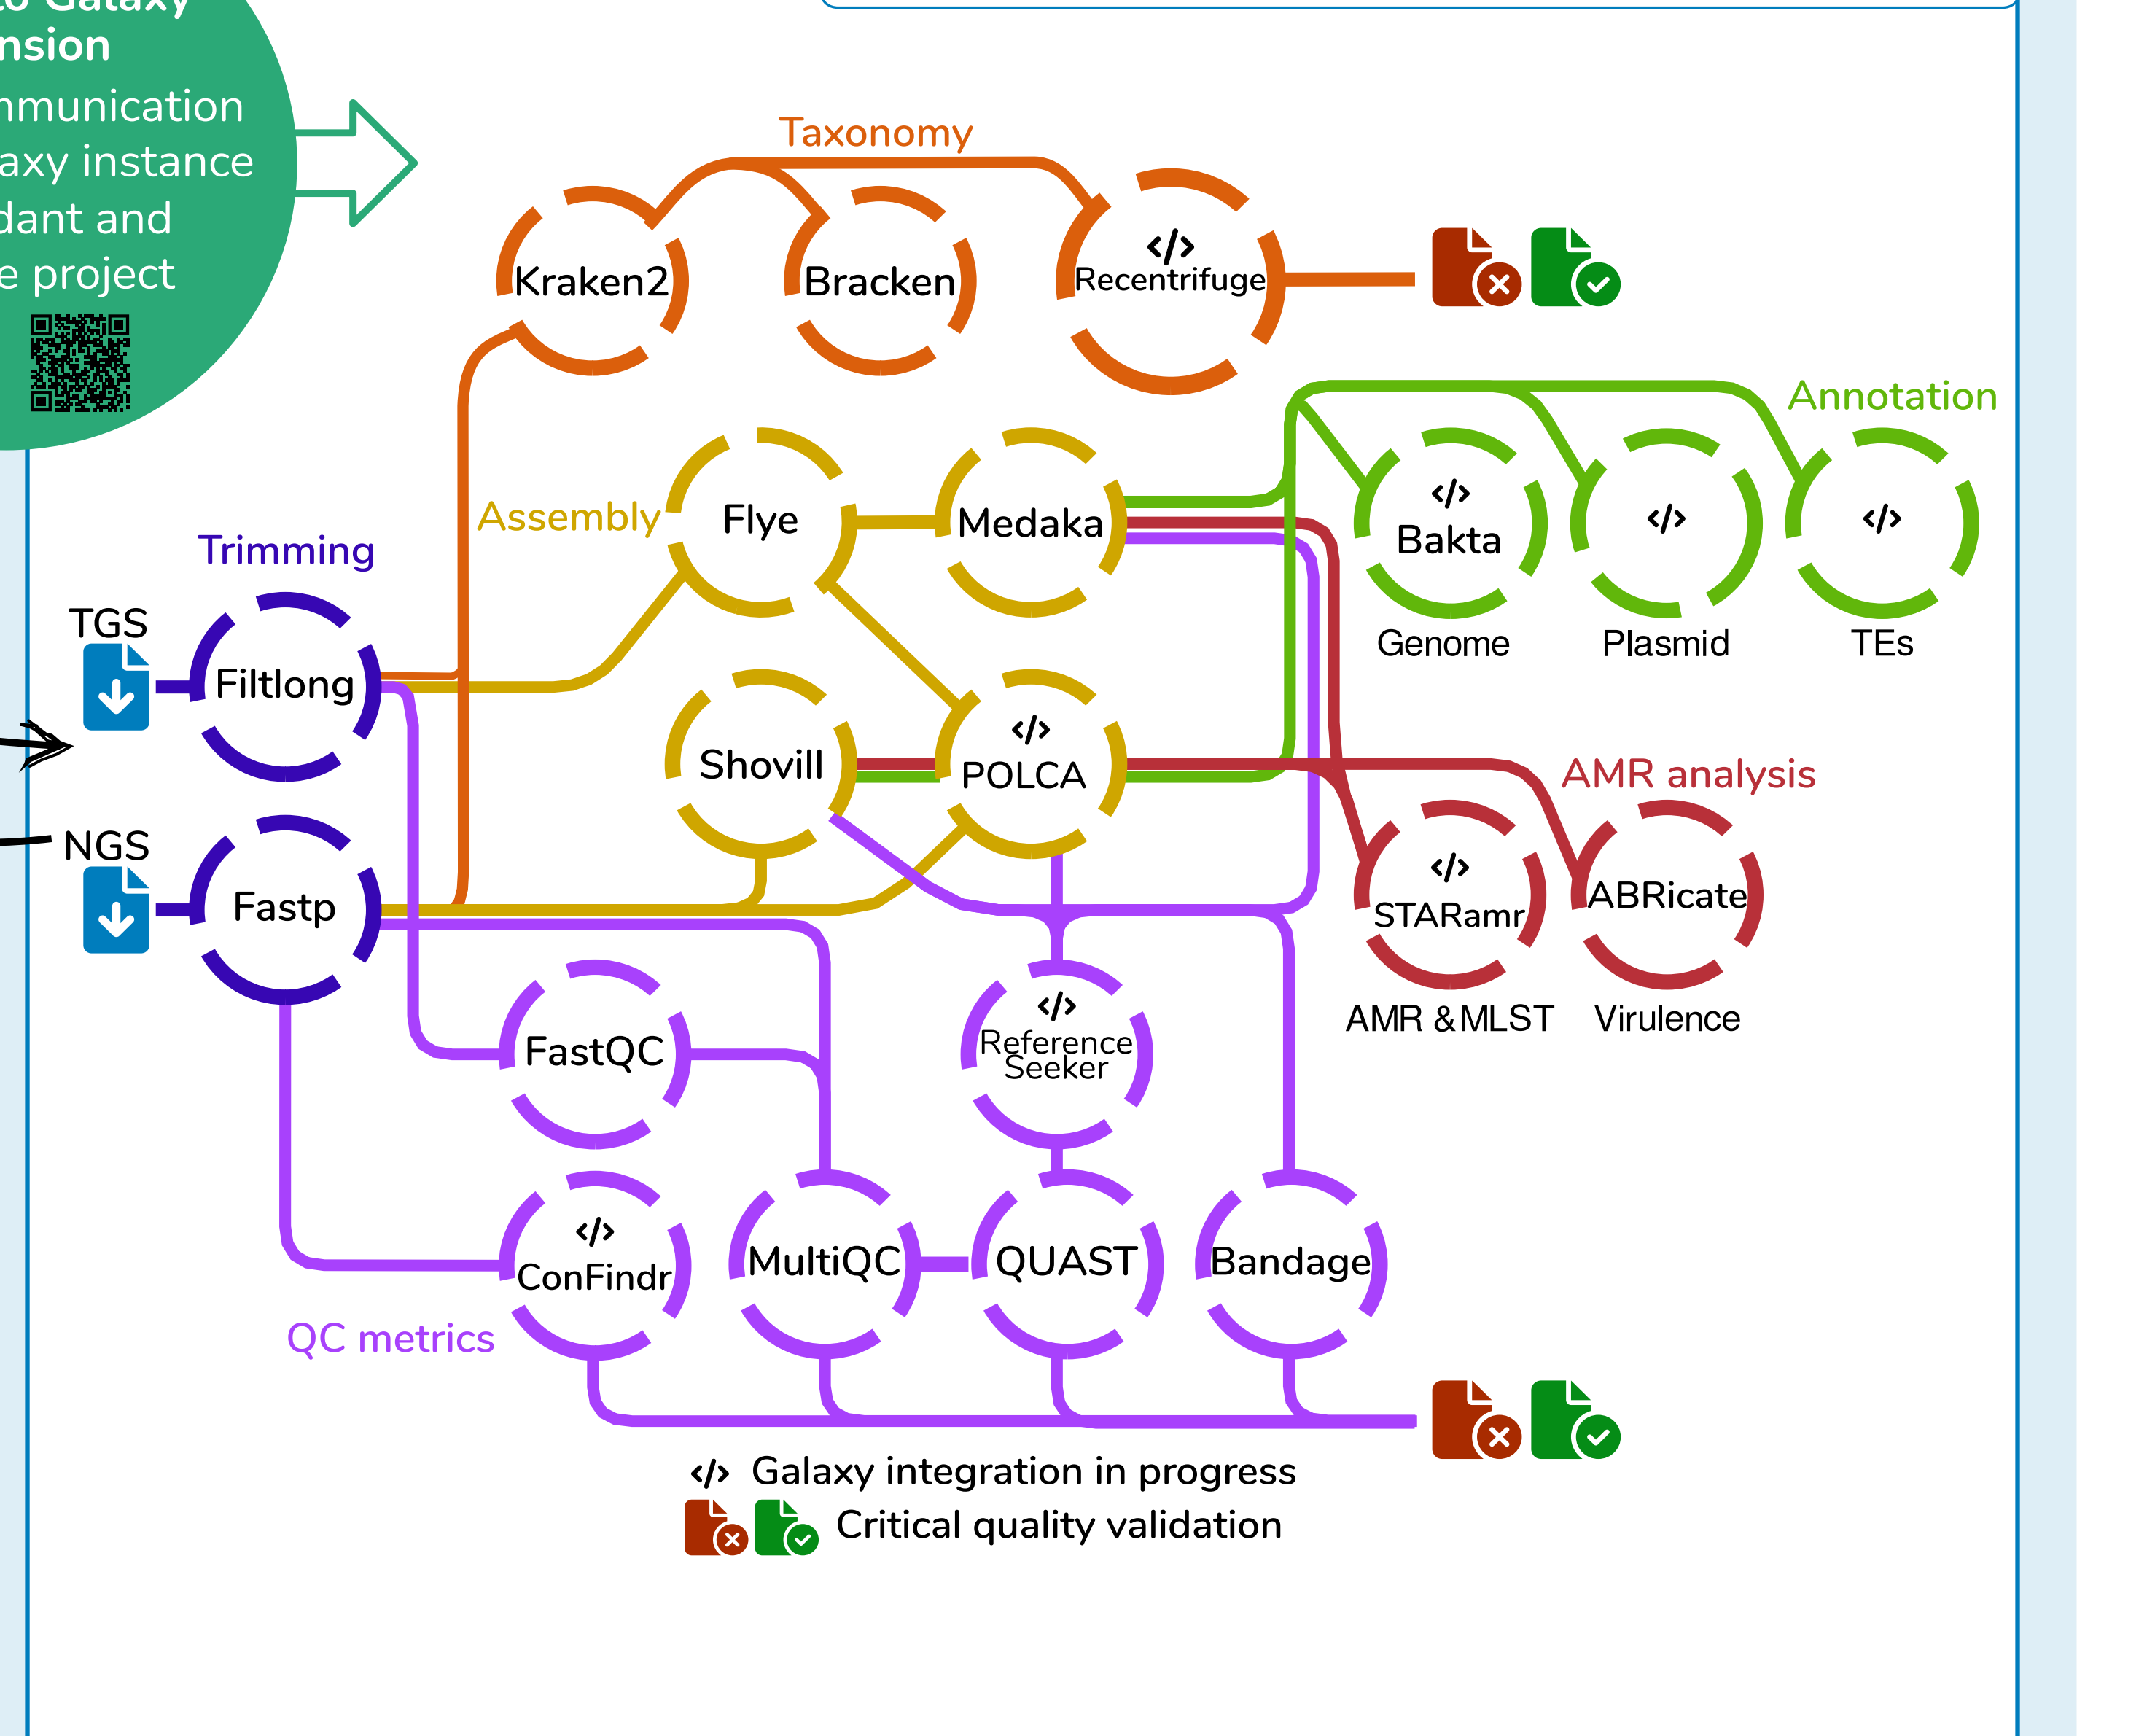 nsion
instance
dant and
e project
Taxonomy
Kraken2
Bracken
</>
Recentrifuge
Annotation
Assembly
Flye
Medaka
</>
Bakta
</>
</>
Genome
Plasmid
TEs
Trimming
TGS
Filtlong
Shovill
</>
POLCA
AMR analysis
NGS
Fastp
</>
STARamr
ABRicate
AMR & MLST
Virulence
FastQC
</>
Reference
Seeker
</>
ConFindr
MultiQC
QUAST
Bandage
QC metrics
</> Galaxy integration in progress
Critical quality validation